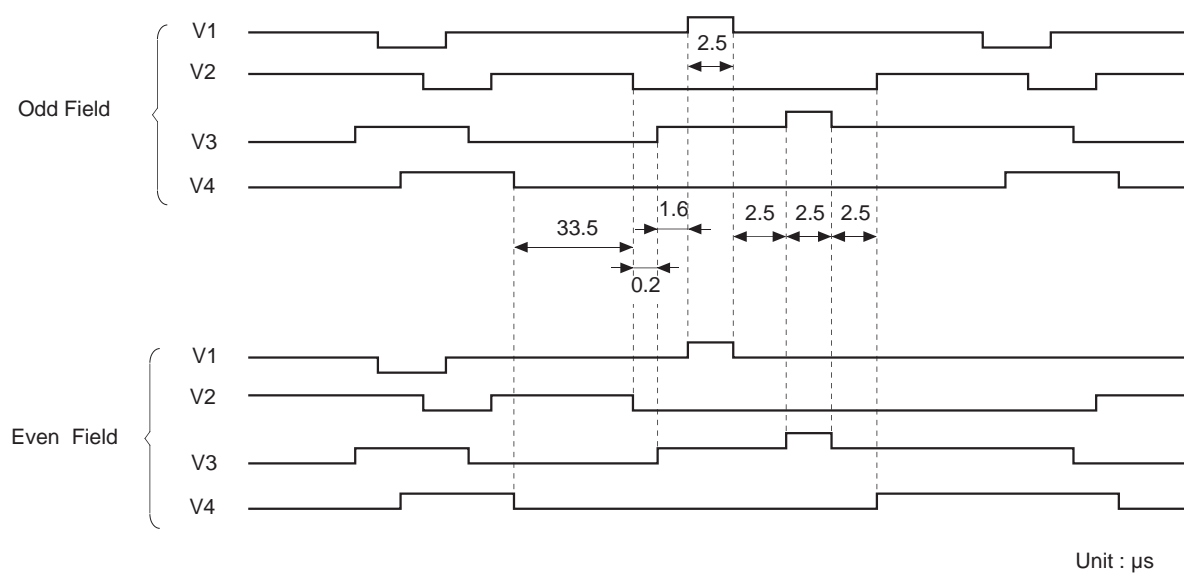 V1
2.5
V2
Odd Field
V3
V4
1.6
2.5 2.5 2.5
33.5
0.2
V1
V2
Even Field
V3
V4
Unit : µs